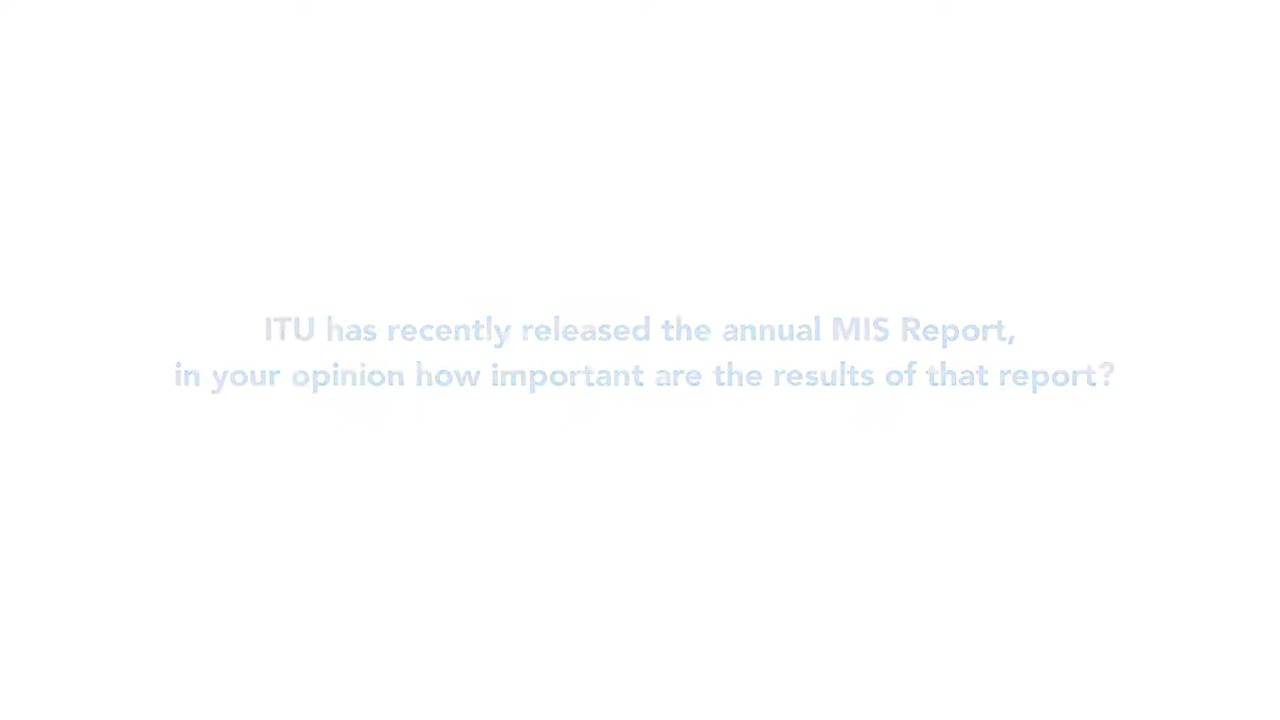 ITU has recently released the annual MIS Report,
in your opinion how important are the results of that report?